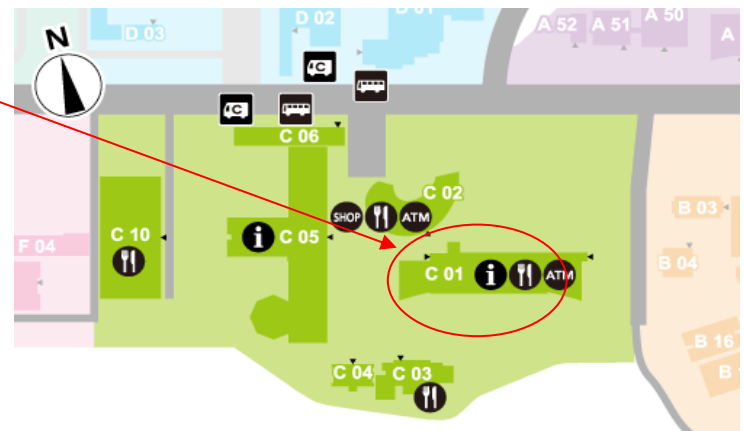 D 02
D 01
A 50
A 52
A 51
D 03
N
A
C
C
C 06
C 02
SHOP
ATM
B 03
C 10
i
C 05
F 04
B 04
C 01
i
ATM
B 16
C 04
C 03
B